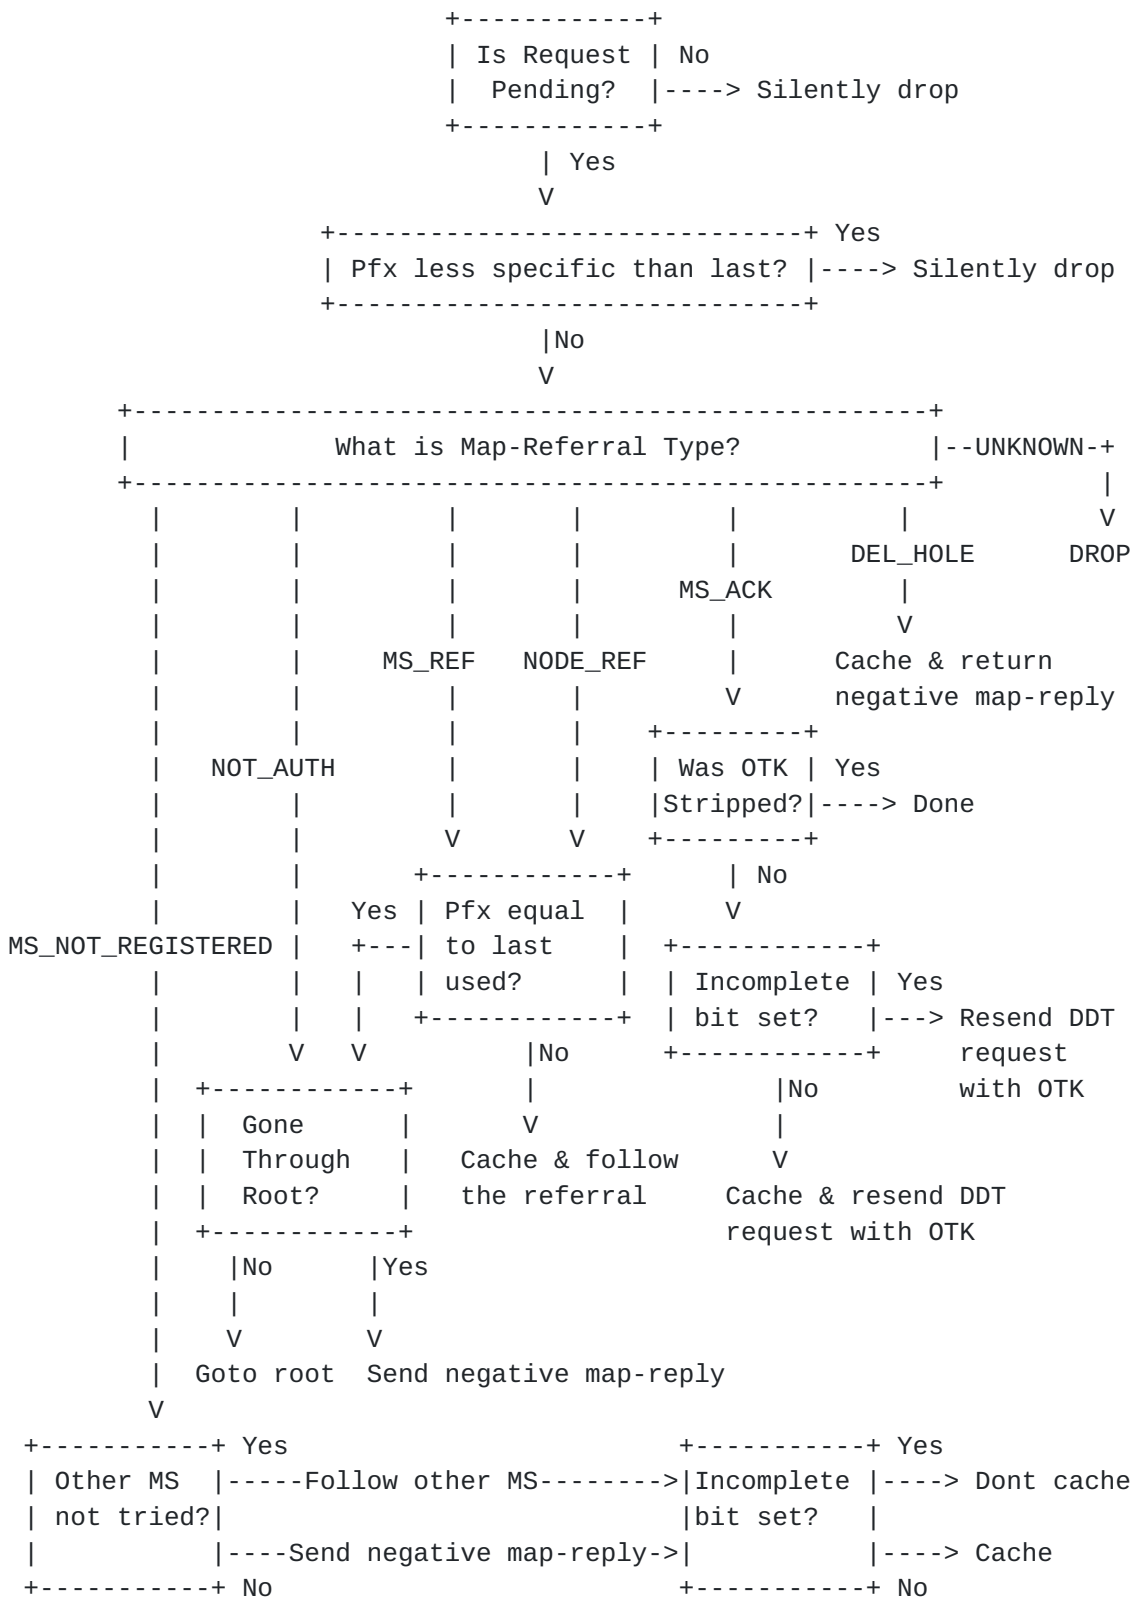 +------------+
                            | Is Request | No
                            |  Pending?  |----> Silently drop
                            +------------+
                                  | Yes
                                  V
                    +------------------------------+ Yes
                    | Pfx less specific than last? |----> Silently drop
                    +------------------------------+
                                  |No
                                  V
       +---------------------------------------------------+
       |             What is Map-Referral Type?            |--UNKNOWN-+
       +---------------------------------------------------+          |
         |        |         |       |         |          |            V
         |        |         |       |         |      DEL_HOLE      DROP
         |        |         |       |      MS_ACK        |
         |        |         |       |         |          V
         |        |     MS_REF   NODE_REF     |      Cache & return
         |        |         |       |         V      negative map-reply
         |        |         |       |    +---------+
         |   NOT_AUTH       |       |    | Was OTK | Yes
         |        |         |       |    |Stripped?|----> Done
         |        |         V       V    +---------+
         |        |       +------------+      | No
         |        |   Yes | Pfx equal  |      V
MS_NOT_REGISTERED |   +---| to last    |  +------------+
         |        |   |   | used?      |  | Incomplete | Yes
         |        |   |   +------------+  | bit set?   |---> Resend DDT
         |        V   V          |No      +------------+     request
         |  +------------+       |               |No         with OTK
         |  |  Gone      |       V               |
         |  |  Through   |   Cache & follow      V
         |  |  Root?     |   the referral     Cache & resend DDT
         |  +------------+                    request with OTK
         |    |No      |Yes
         |    |        |
         |    V        V
         |  Goto root  Send negative map-reply
         V
 +-----------+ Yes                         +-----------+ Yes
 | Other MS  |-----Follow other MS-------->|Incomplete |----> Dont cache
 | not tried?|                             |bit set?   |
 |           |----Send negative map-reply->|           |----> Cache
 +-----------+ No                          +-----------+ No